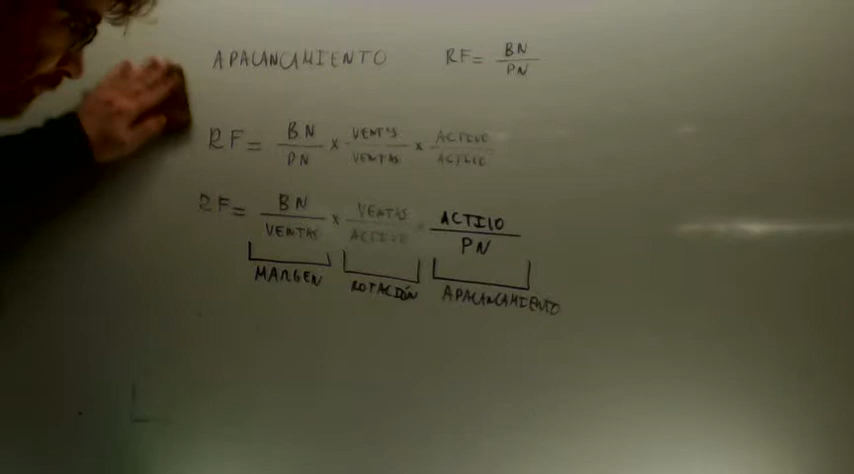 APALANCAMIENTO RF= BN/PN
RF= BN/PN x VENTAS/VENTAS x ACTIVO/ACTIVO
RF= BN/VENTAS x VENTAS/ACTIVO · ACTIVO/PN
MARGEN ROTACIÓN APALANCAMIENTO